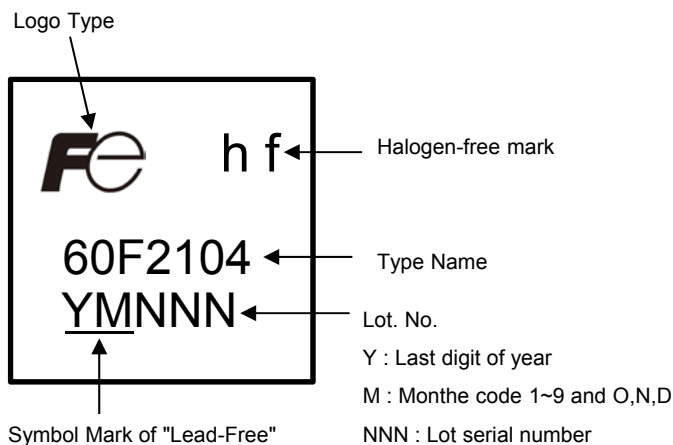 Logo Type
Fe
h f
Halogen-free mark
60F2104
Type Name
YMNNN
Lot. No.
Y : Last digit of year
M : Monthe code 1~9 and O,N,D
Symbol Mark of "Lead-Free"
NNN : Lot serial number